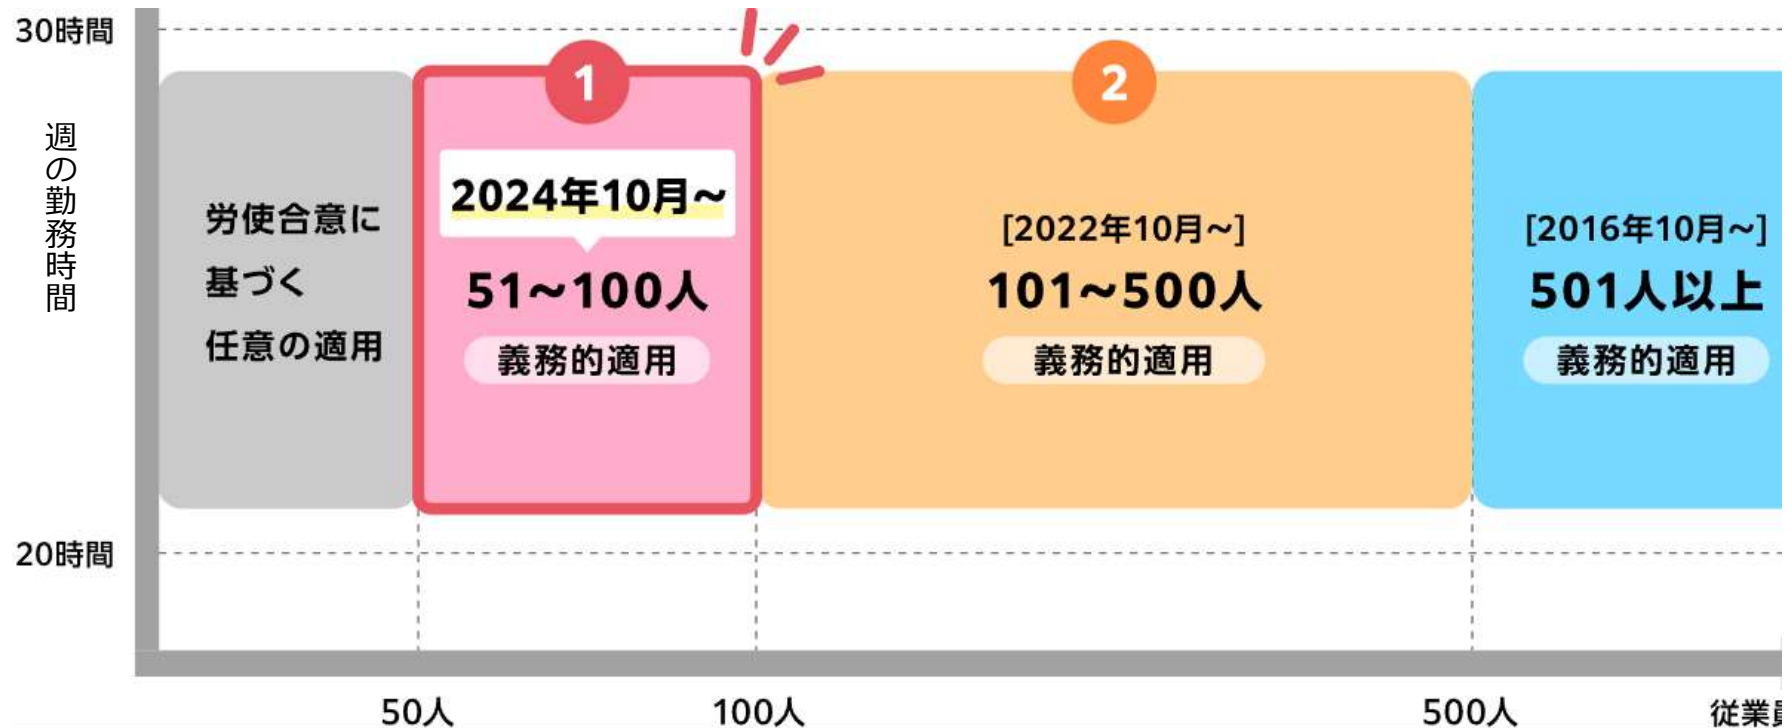 30時間
週の勤務時間
20時間
労使合意に
基づく
任意の適用
1
2024年10月~
51~100人
義務的適用
2
[2022年10月~]
101~500人
義務的適用
[2016年10月~]
501人以上
義務的適用
50人
100人
500人
従業